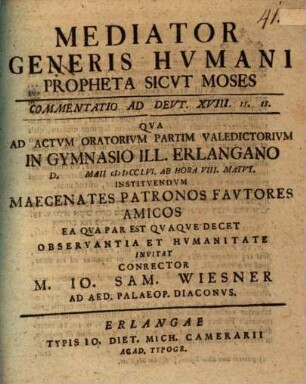 41.
MEDIATOR
GENERIS HVMANI
PROPHETA SICVT MOSES
COMMENTATIO AD DEVT. XVIII. 15. 18.
QVA
AD ACTVM ORATORIVM PARTIM VALEDICTORIVM
IN GYMNASIO ILL. ERLANGANO
D. MAII CIƆIƆCCLVI. AB HORA VIII. MATVT.
INSTITVENDVM
MAECENATES PATRONOS FAVTORES
AMICOS
EA QVA PAR EST QVAQVE DECET
OBSERVANTIA ET HVMANITATE
INVITAT
CONRECTOR
M. IO. SAM. WIESNER
AD AED. PALAEOP. DIACONVS.
ERLANGAE
TYPIS IO. DIET. MICH. CAMERARII
ACAD. TYPOGR.